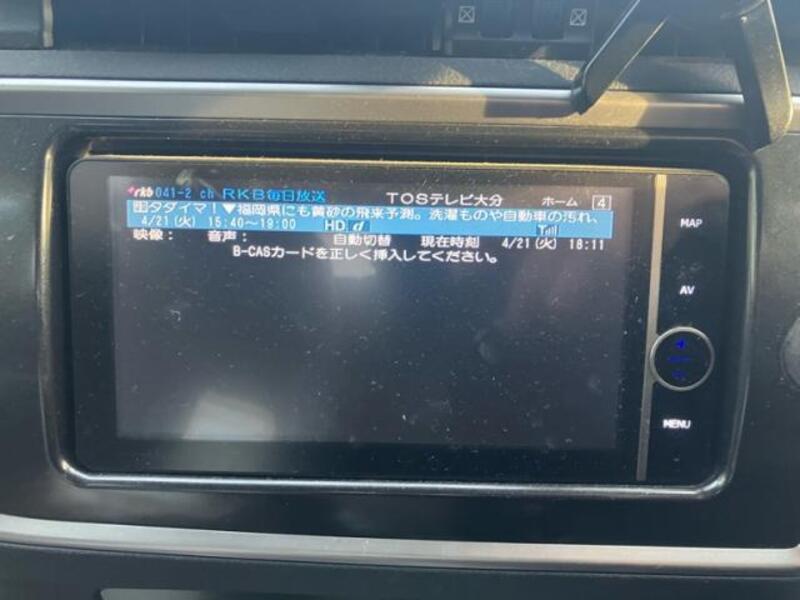 rkb 041-2 ch RKB毎日放送 TOSテレビ大分 ホーム 4
タダイマ!▼福岡県にも黄砂の飛来予測。洗濯ものや自動車の汚れ、
4/21(火) 15:40～19:00 HD d
映像: 音声: 自動切替 現在時刻 4/21(火) 18:11
B-CASカードを正しく挿入してください。
MAP
AV
MENU